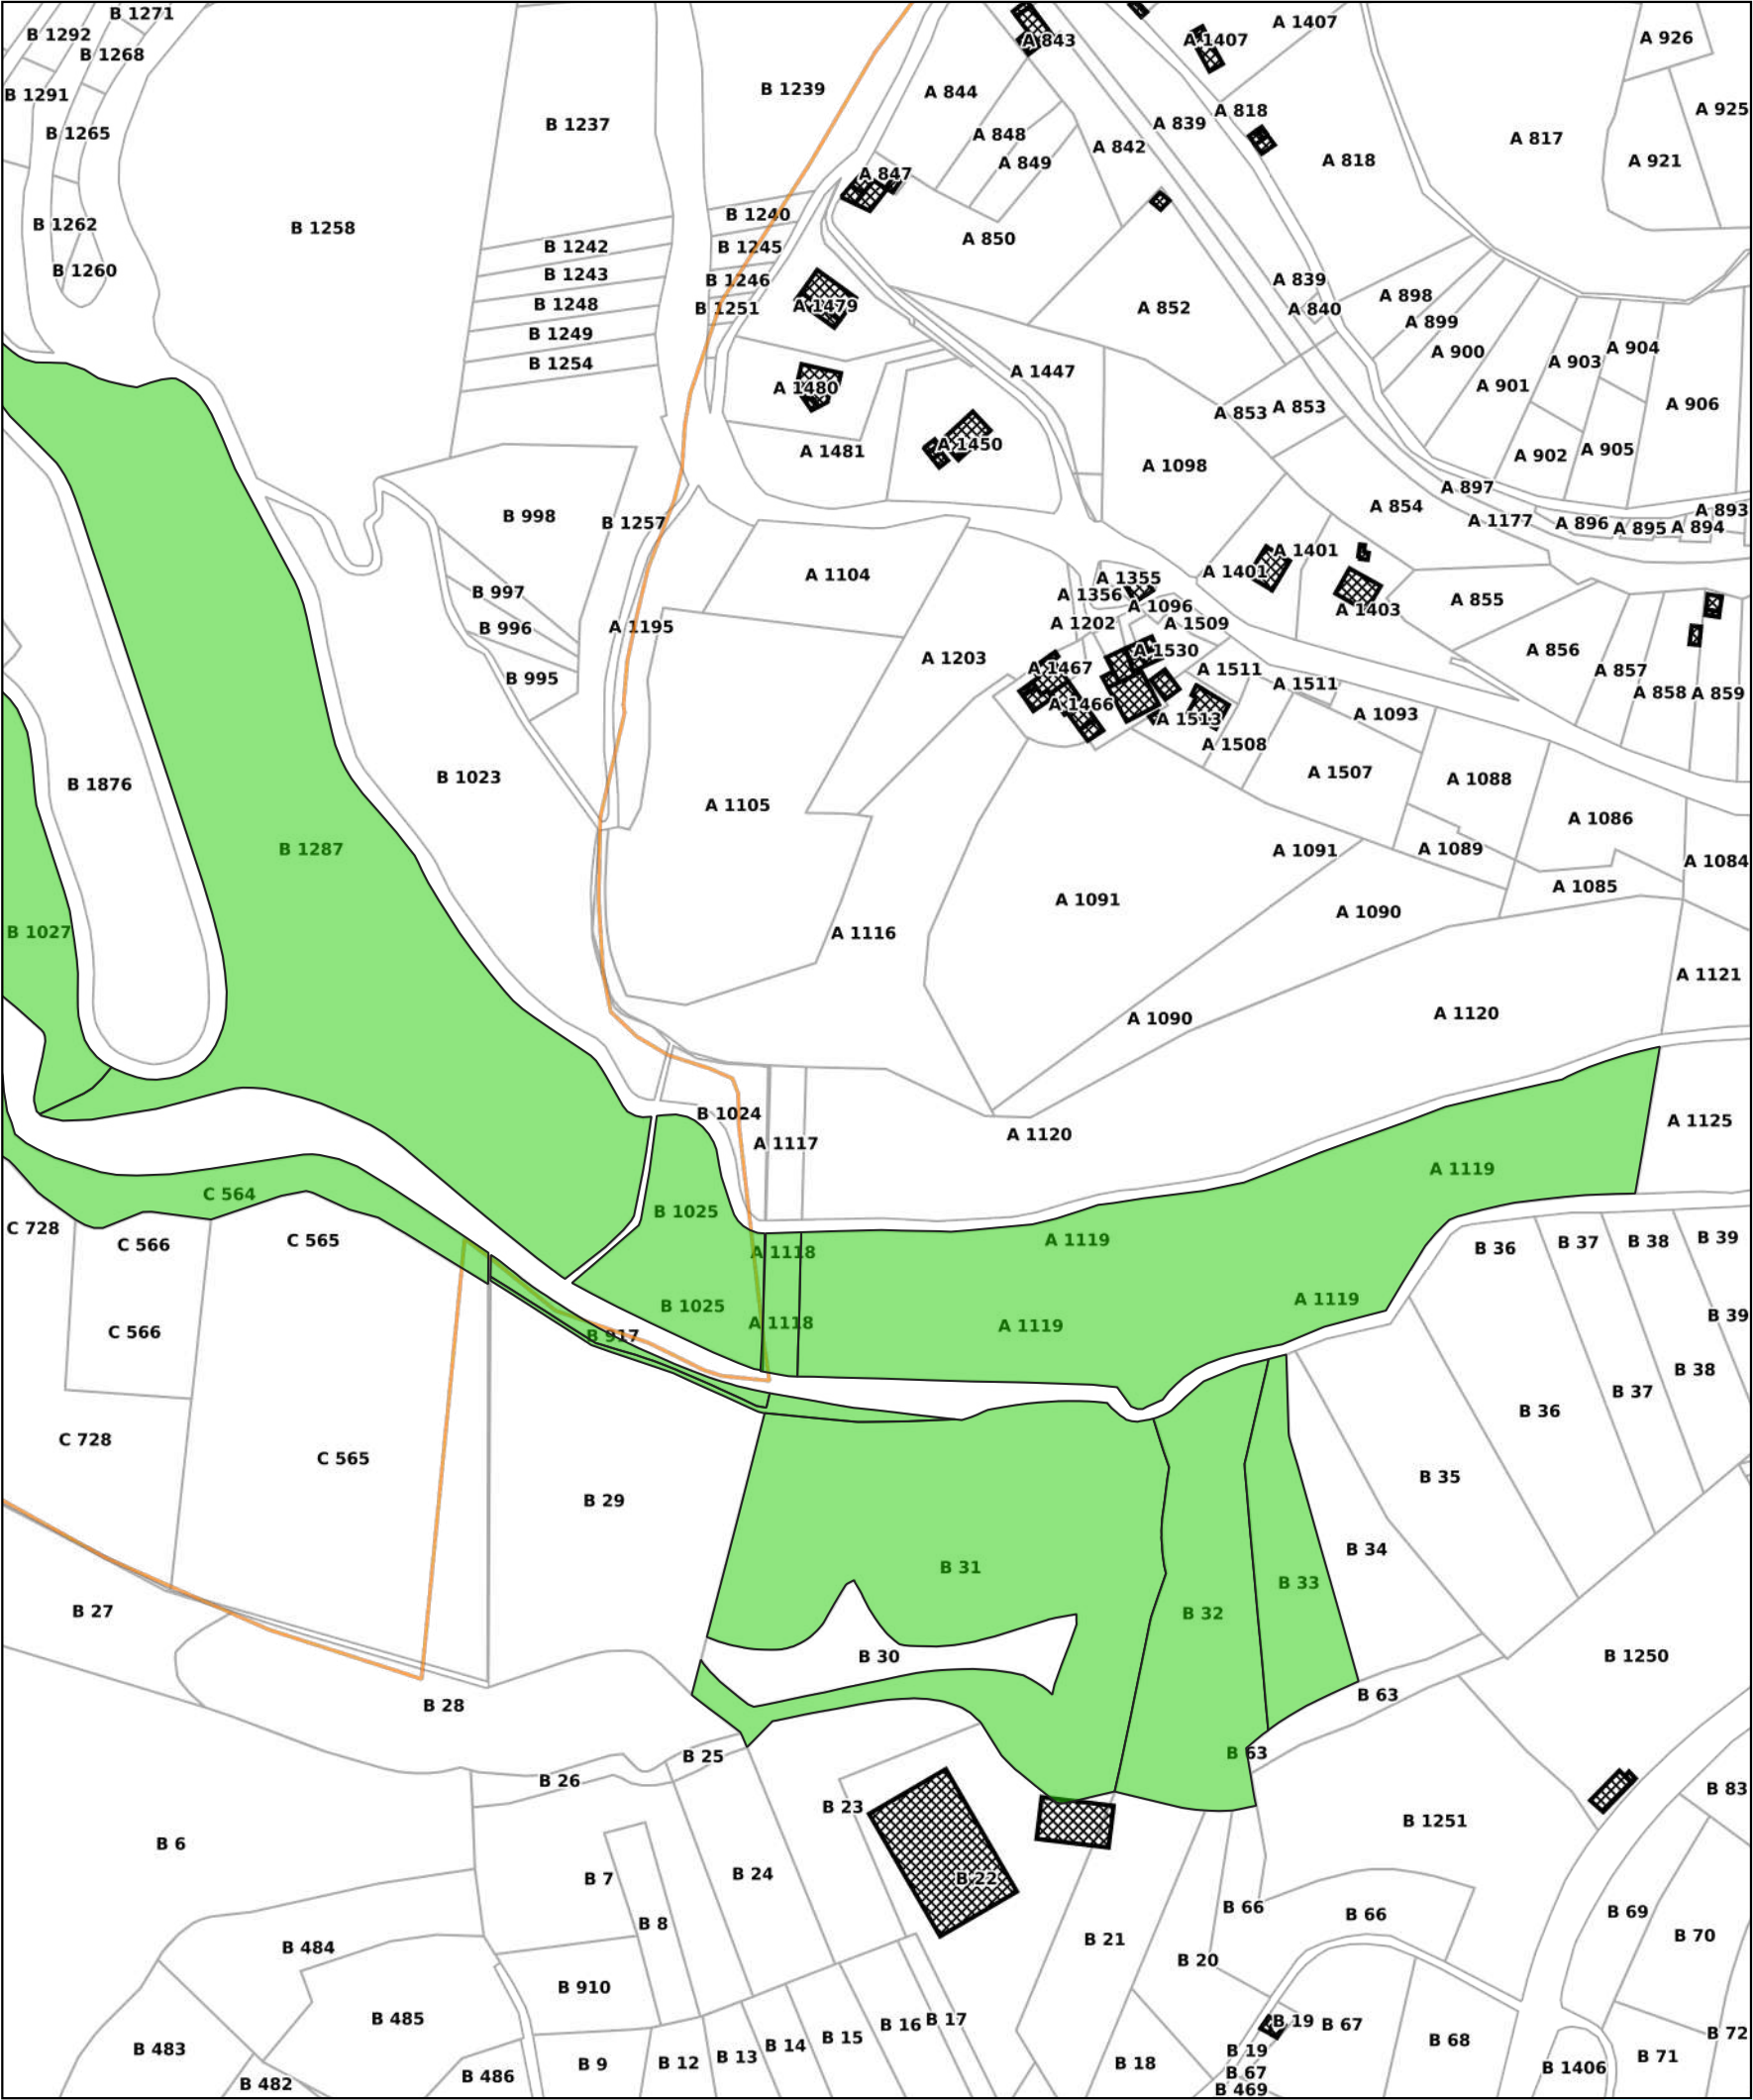 B 1271
B 1292
A 1407
A 926
A 843
A 1407
B 1268
B 1239
A 844
B 1291
A 925
A 818
B 1237
A 839
B 1265
A 848
A 817
A 842
A 849
A 818
A 921
A 847
B 1240
B 1262
B 1258
A 850
B 1242
B 1245
B 1260
B 1243
B 1246
A 839
A 898
B 1248
B 1251
A 1479
A 852
A 840
A 899
B 1249
A 904
A 900
B 1254
A 903
A 1447
A 1480
A 901
A 906
A 853
A 853
A 1450
A 1481
A 905
A 902
A 1098
A 897
A 854
A 893
B 998
B 1257
A 1177
A 896
A 895
A 894
A 1401
A 1401
A 1104
A 1355
B 997
A 1356
A 1096
A 1403
A 855
A 1202
A 1509
B 996
A 1195
A 1530
A 856
A 1203
A 1467
A 1511
A 857
B 995
A 1511
A 858
A 859
A 1466
A 1513
A 1093
A 1508
B 1876
B 1023
A 1507
A 1088
A 1105
A 1086
B 1287
A 1091
A 1089
A 1084
A 1085
A 1091
A 1090
B 1027
A 1116
A 1121
A 1120
A 1090
B 1024
A 1125
A 1120
A 1117
A 1119
C 564
B 1025
C 728
C 566
C 565
A 1118
A 1119
B 36
B 37
B 38
B 39
A 1119
B 1025
B 39
A 1118
A 1119
C 566
B 917
B 38
B 37
B 36
C 728
C 565
B 35
B 29
B 34
B 31
B 33
B 27
B 32
B 30
B 1250
B 63
B 28
B 63
B 25
B 26
B 83
B 23
B 1251
B 6
B 24
B 7
B 22
B 66
B 66
B 69
B 8
B 70
B 21
B 484
B 20
B 910
B 485
B 17
B 19
B 16
B 67
B 72
B 15
B 68
B 14
B 483
B 19
B 13
B 71
B 12
B 9
B 18
B 1406
B 67
B 486
B 482
B 469